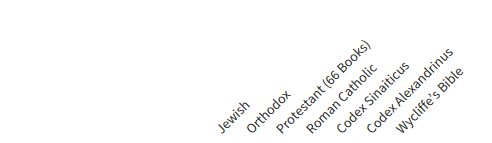 Jewish
Orthodox
Protestant (66 Books)
Roman Catholic
Codex Sinaiticus
Codex Alexandrinus
Wycliffe's Bible